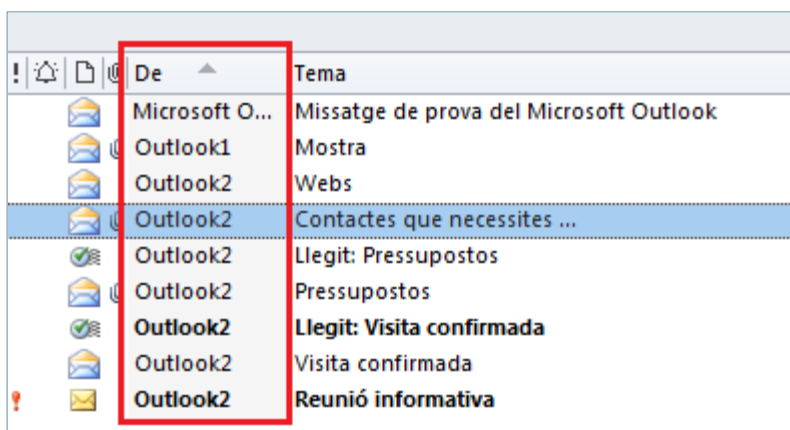 ! De Tema
Microsoft O... Missatge de prova del Microsoft Outlook
Outlook1 Mostra
Outlook2 Webs
Outlook2 Contactes que necessites ...
Outlook2 Llegit: Pressupostos
Outlook2 Pressupostos
Outlook2 Llegit: Visita confirmada
Outlook2 Visita confirmada
Outlook2 Reunió informativa